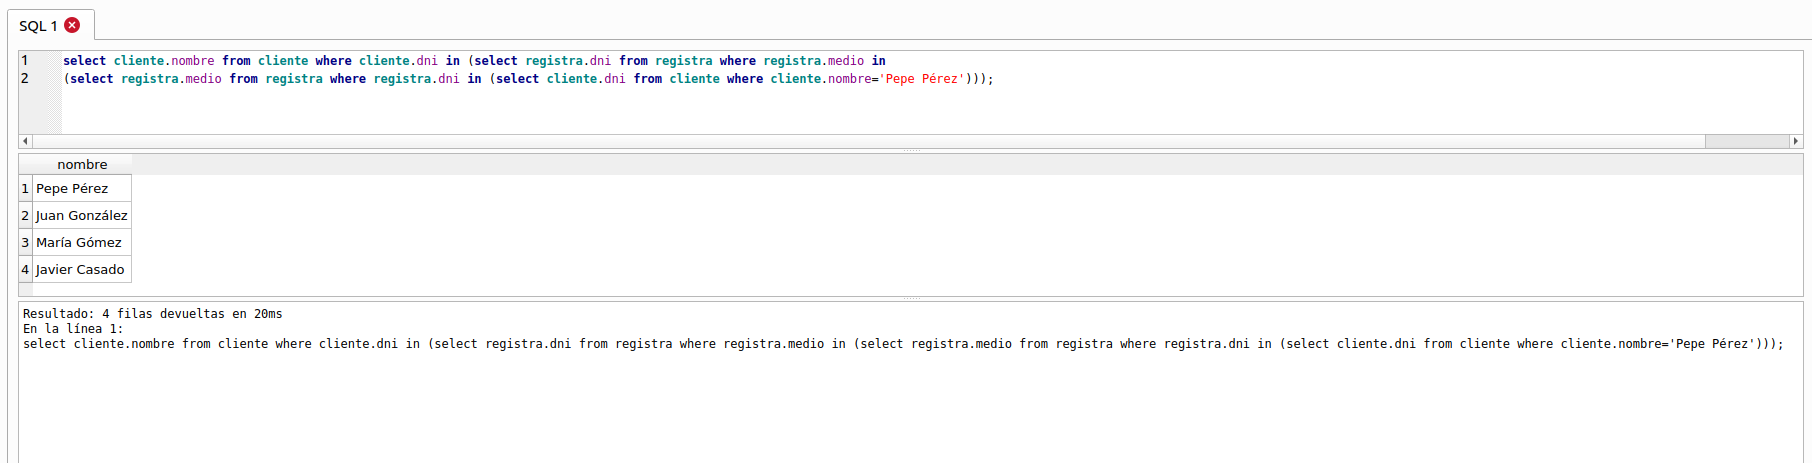 SQL 1
1 select cliente.nombre from cliente where cliente.dni in (select registra.dni from registra where registra.medio in
2 (select registra.medio from registra where registra.dni in (select cliente.dni from cliente where cliente.nombre='Pepe Pérez')));
nombre
1 Pepe Pérez
2 Juan González
3 María Gómez
4 Javier Casado
Resultado: 4 filas devueltas en 20ms
En la línea 1:
select cliente.nombre from cliente where cliente.dni in (select registra.dni from registra where registra.medio in (select registra.medio from registra where registra.dni in (select cliente.dni from cliente where cliente.nombre='Pepe Pérez')));